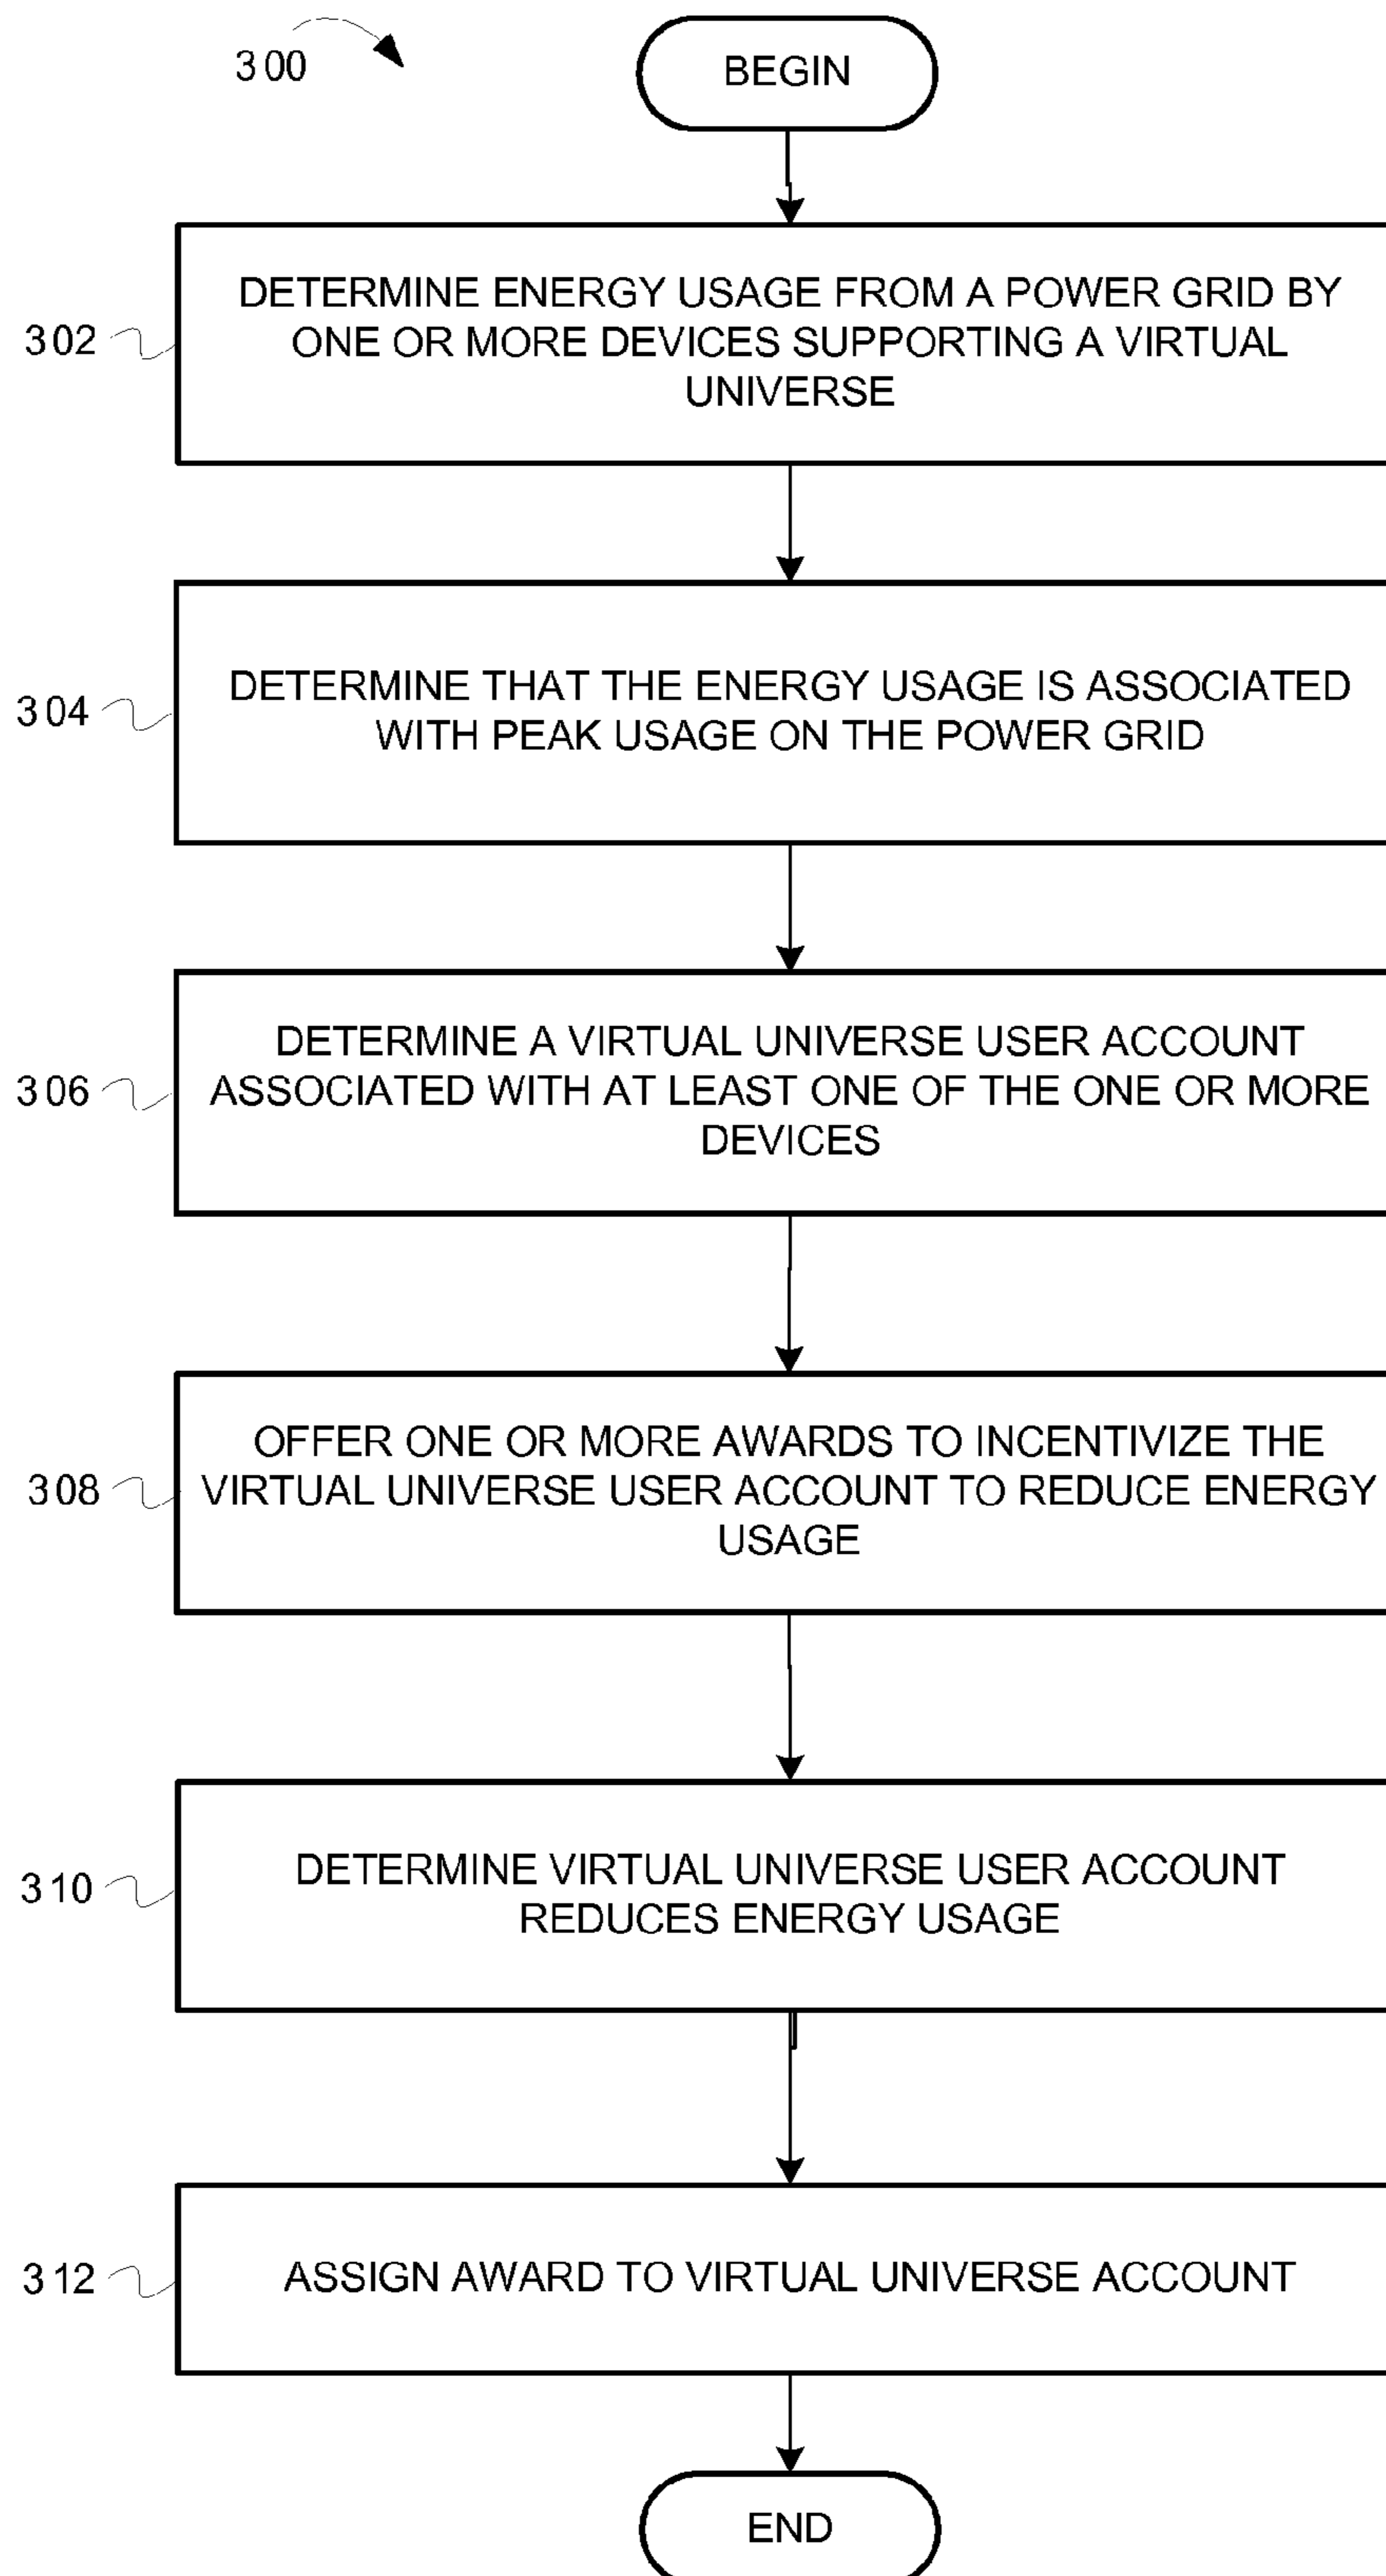 300
BEGIN
302
DETERMINE ENERGY USAGE FROM A POWER GRID BY
ONE OR MORE DEVICES SUPPORTING A VIRTUAL
UNIVERSE
304
DETERMINE THAT THE ENERGY USAGE IS ASSOCIATED
WITH PEAK USAGE ON THE POWER GRID
306
DETERMINE A VIRTUAL UNIVERSE USER ACCOUNT
ASSOCIATED WITH AT LEAST ONE OF THE ONE OR MORE
DEVICES
308
OFFER ONE OR MORE AWARDS TO INCENTIVIZE THE
VIRTUAL UNIVERSE USER ACCOUNT TO REDUCE ENERGY
USAGE
310
DETERMINE VIRTUAL UNIVERSE USER ACCOUNT
REDUCES ENERGY USAGE
312
ASSIGN AWARD TO VIRTUAL UNIVERSE ACCOUNT
END